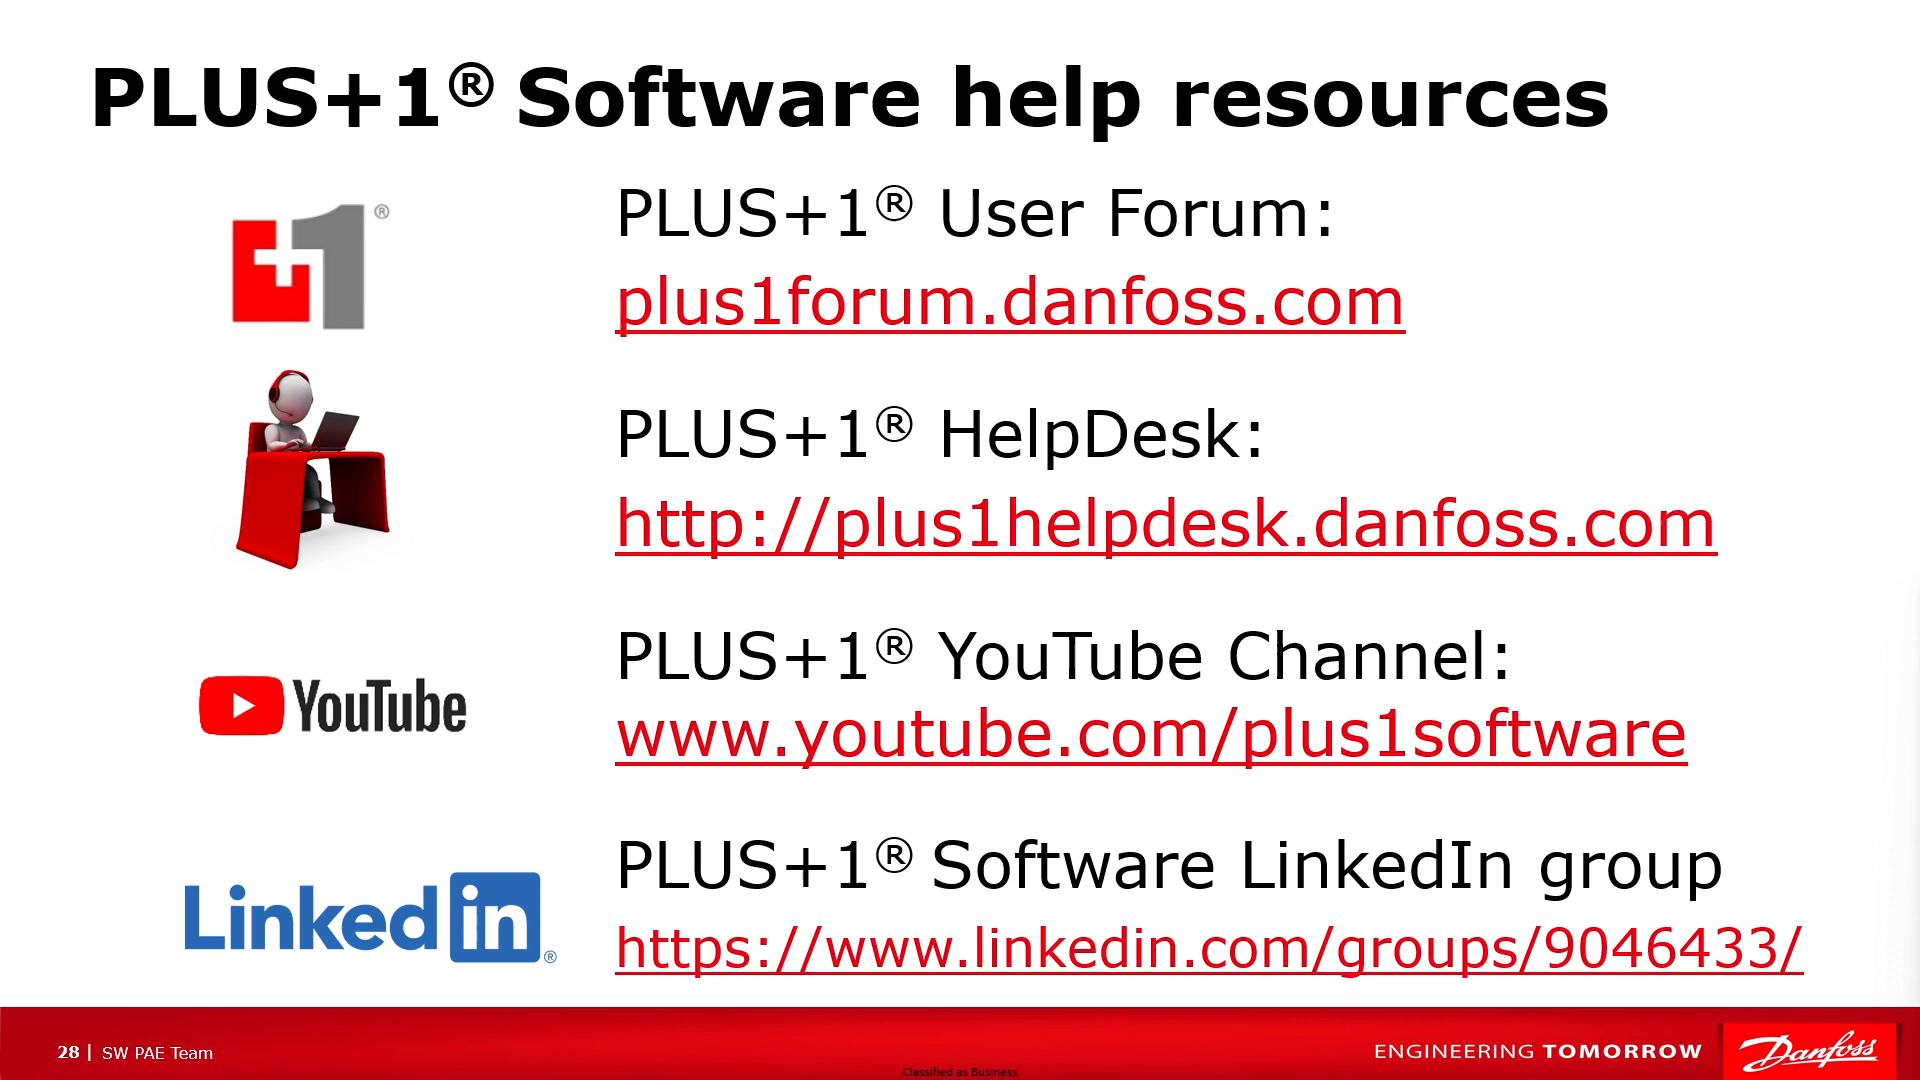 PLUS+1® Software help resources
+1®
PLUS+1® User Forum:
plus1forum.danfoss.com
PLUS+1® HelpDesk:
http://plus1helpdesk.danfoss.com
YouTube
PLUS+1® YouTube Channel:
www.youtube.com/plus1software
Linked in®
PLUS+1® Software LinkedIn group
https://www.linkedin.com/groups/9046433/
28 | SW PAE Team
ENGINEERING TOMORROW
Danfoss
Classified as Business